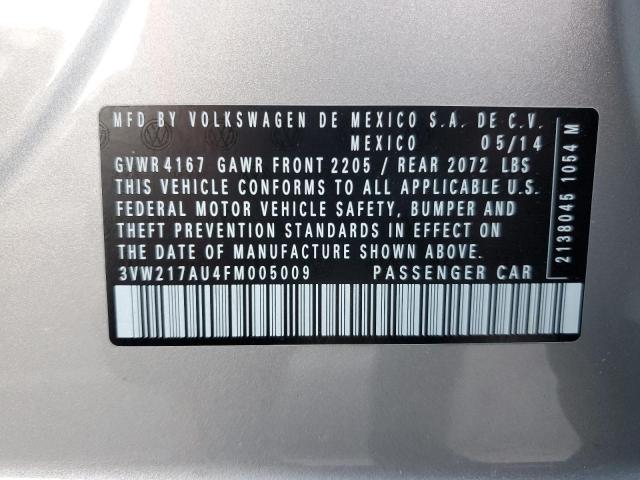 MFD BY VOLKSWAGEN DE MEXICO S.A. DE C.V.
MEXICO 05/14
GVWR 4167 GAWR FRONT 2205 / REAR 2072 LBS
THIS VEHICLE CONFORMS TO ALL APPLICABLE U.S.
FEDERAL MOTOR VEHICLE SAFETY, BUMPER AND
THEFT PREVENTION STANDARDS IN EFFECT ON
THE DATE OF MANUFACTURE SHOWN ABOVE.
3VW217AU4FM005009 PASSENGER CAR
2138045 1054 M